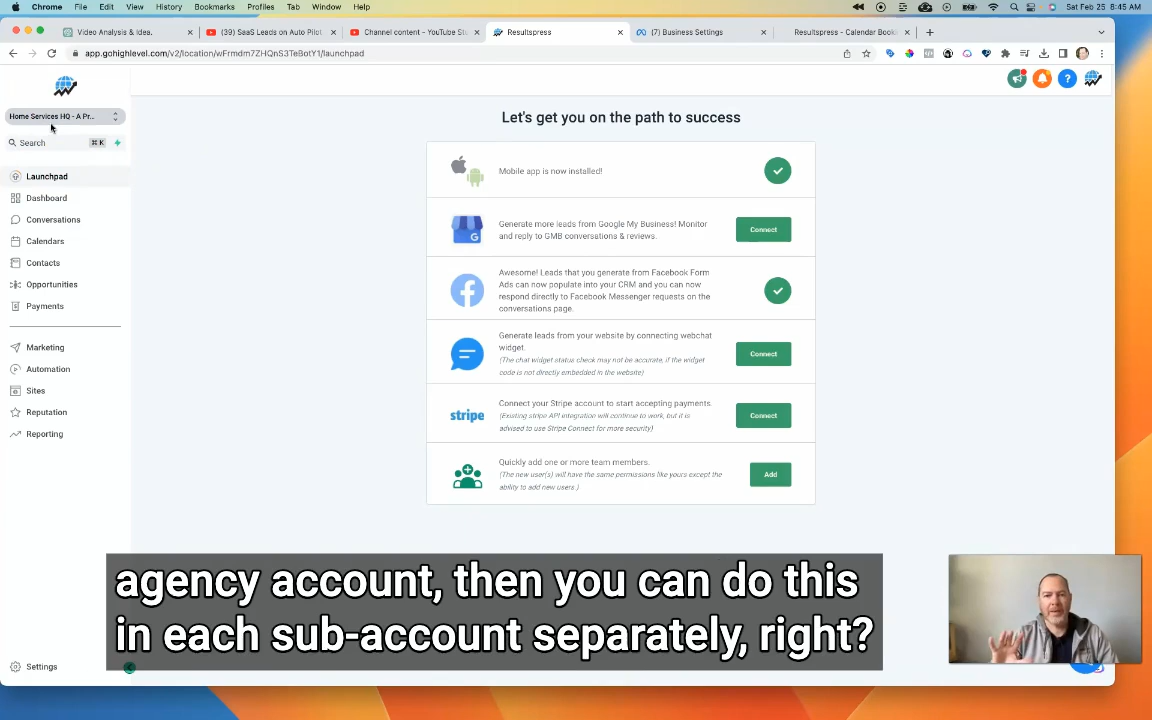 Chrome File Edit View History Bookmarks Profiles Tab Window Help
Sat Feb 25 8:45 AM
Video Analysis & Idea.
(39) SaaS Leads on Auto Pilot
Channel content - YouTube St
Resultspress
(7) Business Settings
Resultspress - Calendar Book
app.gohighlevel.com/v2/location/wFrmdm7ZHQnS3TeBotY1/launchpad
Home Services HQ - A Pr...
Search ⌘ K
Launchpad
Dashboard
Conversations
Calendars
Contacts
Opportunities
Payments
Marketing
Automation
Sites
Reputation
Reporting
Settings
Let's get you on the path to success
Mobile app is now installed!
Generate more leads from Google My Business! Monitor
and reply to GMB conversations & reviews.
Connect
Awesome! Leads that you generate from Facebook Form
Ads can now populate into your CRM and you can now
respond directly to Facebook Messenger requests on the
conversations page.
Generate leads from your website by connecting webchat
widget.
(The chat widget status check may not be accurate, if the widget
code is not directly embedded in the website)
Connect
stripe
Connect your Stripe account to start accepting payments.
(Existing stripe API integration will continue to work, but it is
advised to use Stripe Connect for more security)
Connect
Quickly add one or more team members.
(The new user(s) will have the same permissions like yours except the
ability to add new users.)
Add
agency account, then you can do this
in each sub-account separately, right?